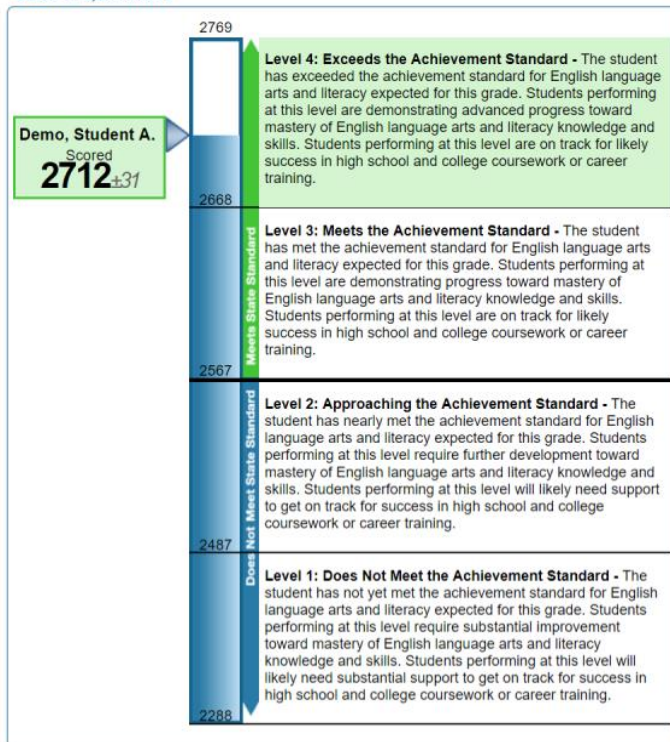 2769
Demo, Student A.
Scored
2712±31
Level 4: Exceeds the Achievement Standard - The student
has exceeded the achievement standard for English language
arts and literacy expected for this grade. Students performing
at this level are demonstrating advanced progress toward
mastery of English language arts and literacy knowledge and
skills. Students performing at this level are on track for likely
success in high school and college coursework or career
training.
2668
Meets State Standard
Level 3: Meets the Achievement Standard - The student
has met the achievement standard for English language arts
and literacy expected for this grade. Students performing at
this level are demonstrating progress toward mastery of
English language arts and literacy knowledge and skills.
Students performing at this level are on track for likely
success in high school and college coursework or career
training.
2567
Does Not Meet State Standard
Level 2: Approaching the Achievement Standard - The
student has nearly met the achievement standard for English
language arts and literacy expected for this grade. Students
performing at this level require further development toward
mastery of English language arts and literacy knowledge and
skills. Students performing at this level will likely need support
to get on track for success in high school and college
coursework or career training.
2487
Level 1: Does Not Meet the Achievement Standard - The
student has not yet met the achievement standard for English
language arts and literacy expected for this grade. Students
performing at this level require substantial improvement
toward mastery of English language arts and literacy
knowledge and skills. Students performing at this level will
likely need substantial support to get on track for success in
high school and college coursework or career training.
2288